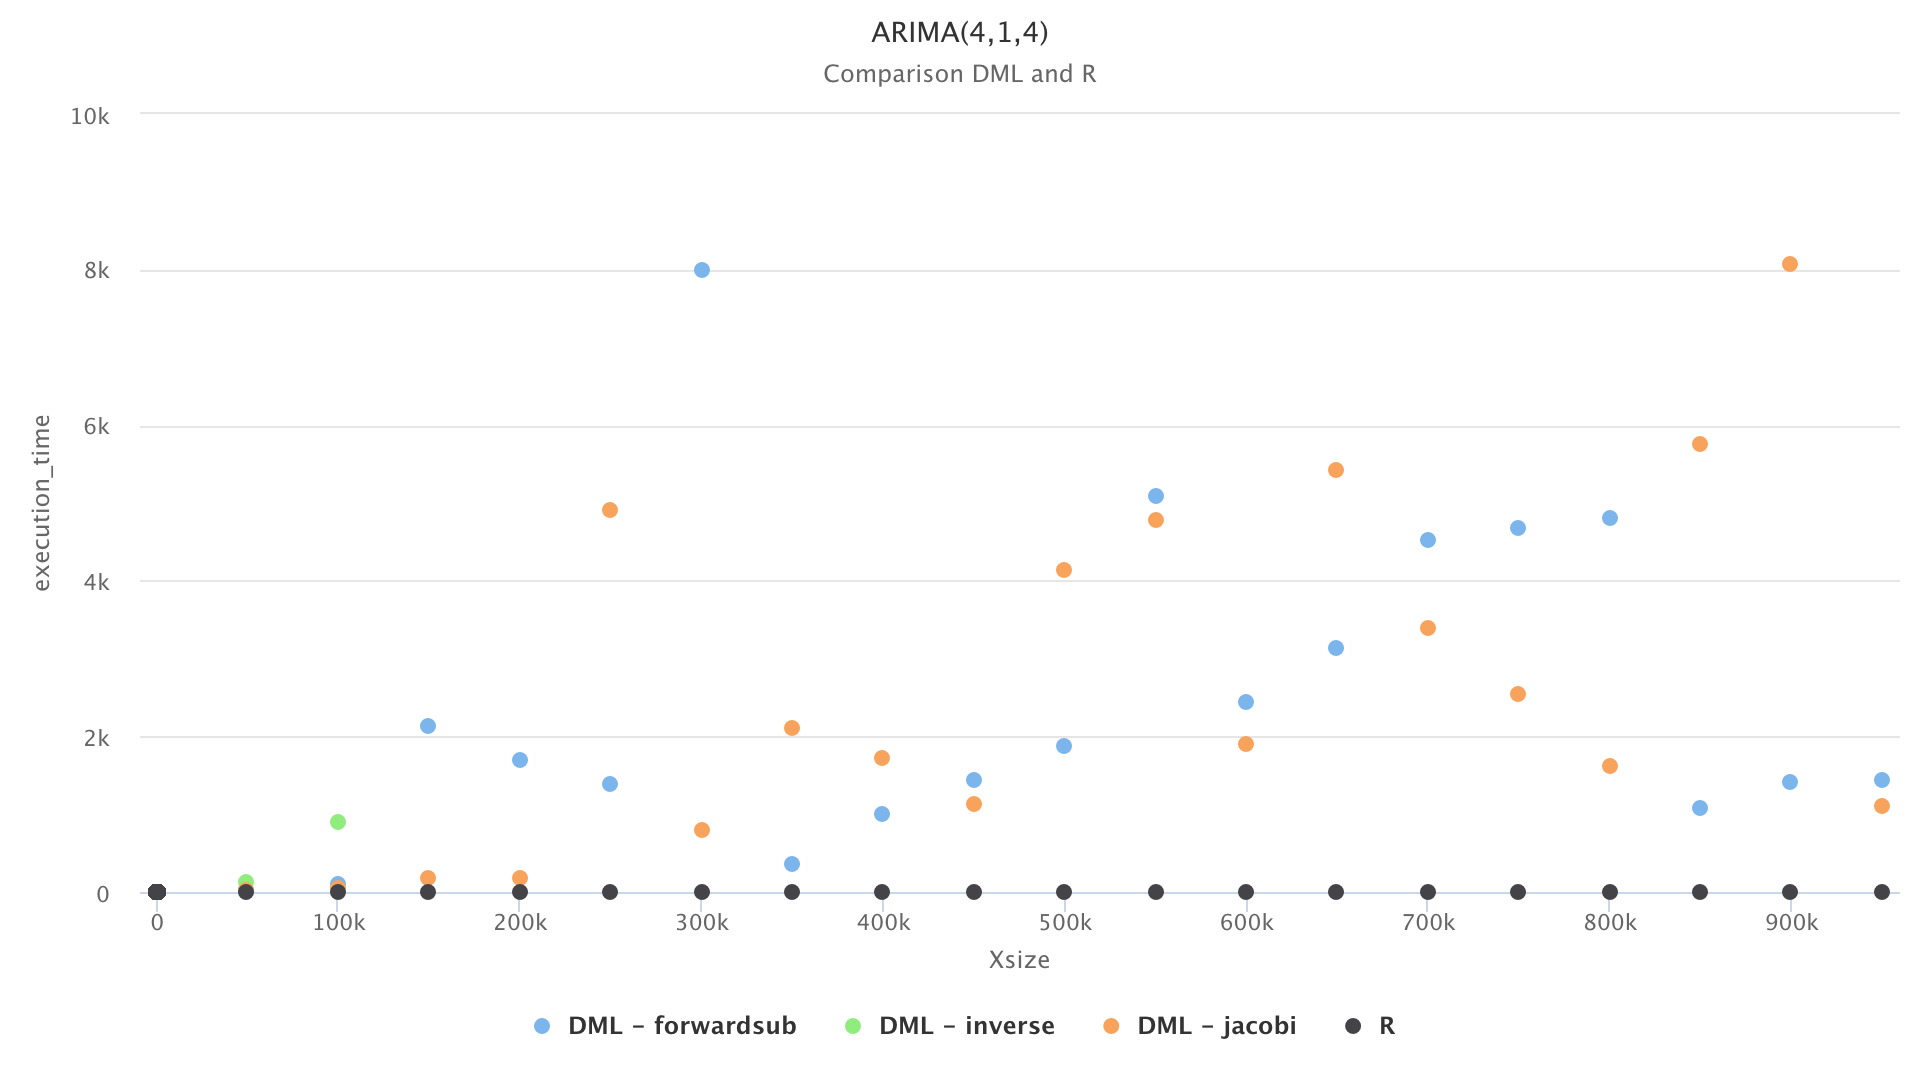 ARIMA(4,1,4)
Comparison DML and R
10k
8k
6k
4k
2k
0
execution_time
0 100k 200k 300k 400k 500k 600k 700k 800k 900k
Xsize
DML - forwardsub DML - inverse DML - jacobi R